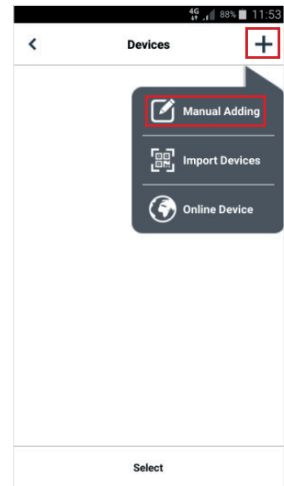 4G 88% 11:53
Devices
Manual Adding
Import Devices
Online Device
Select